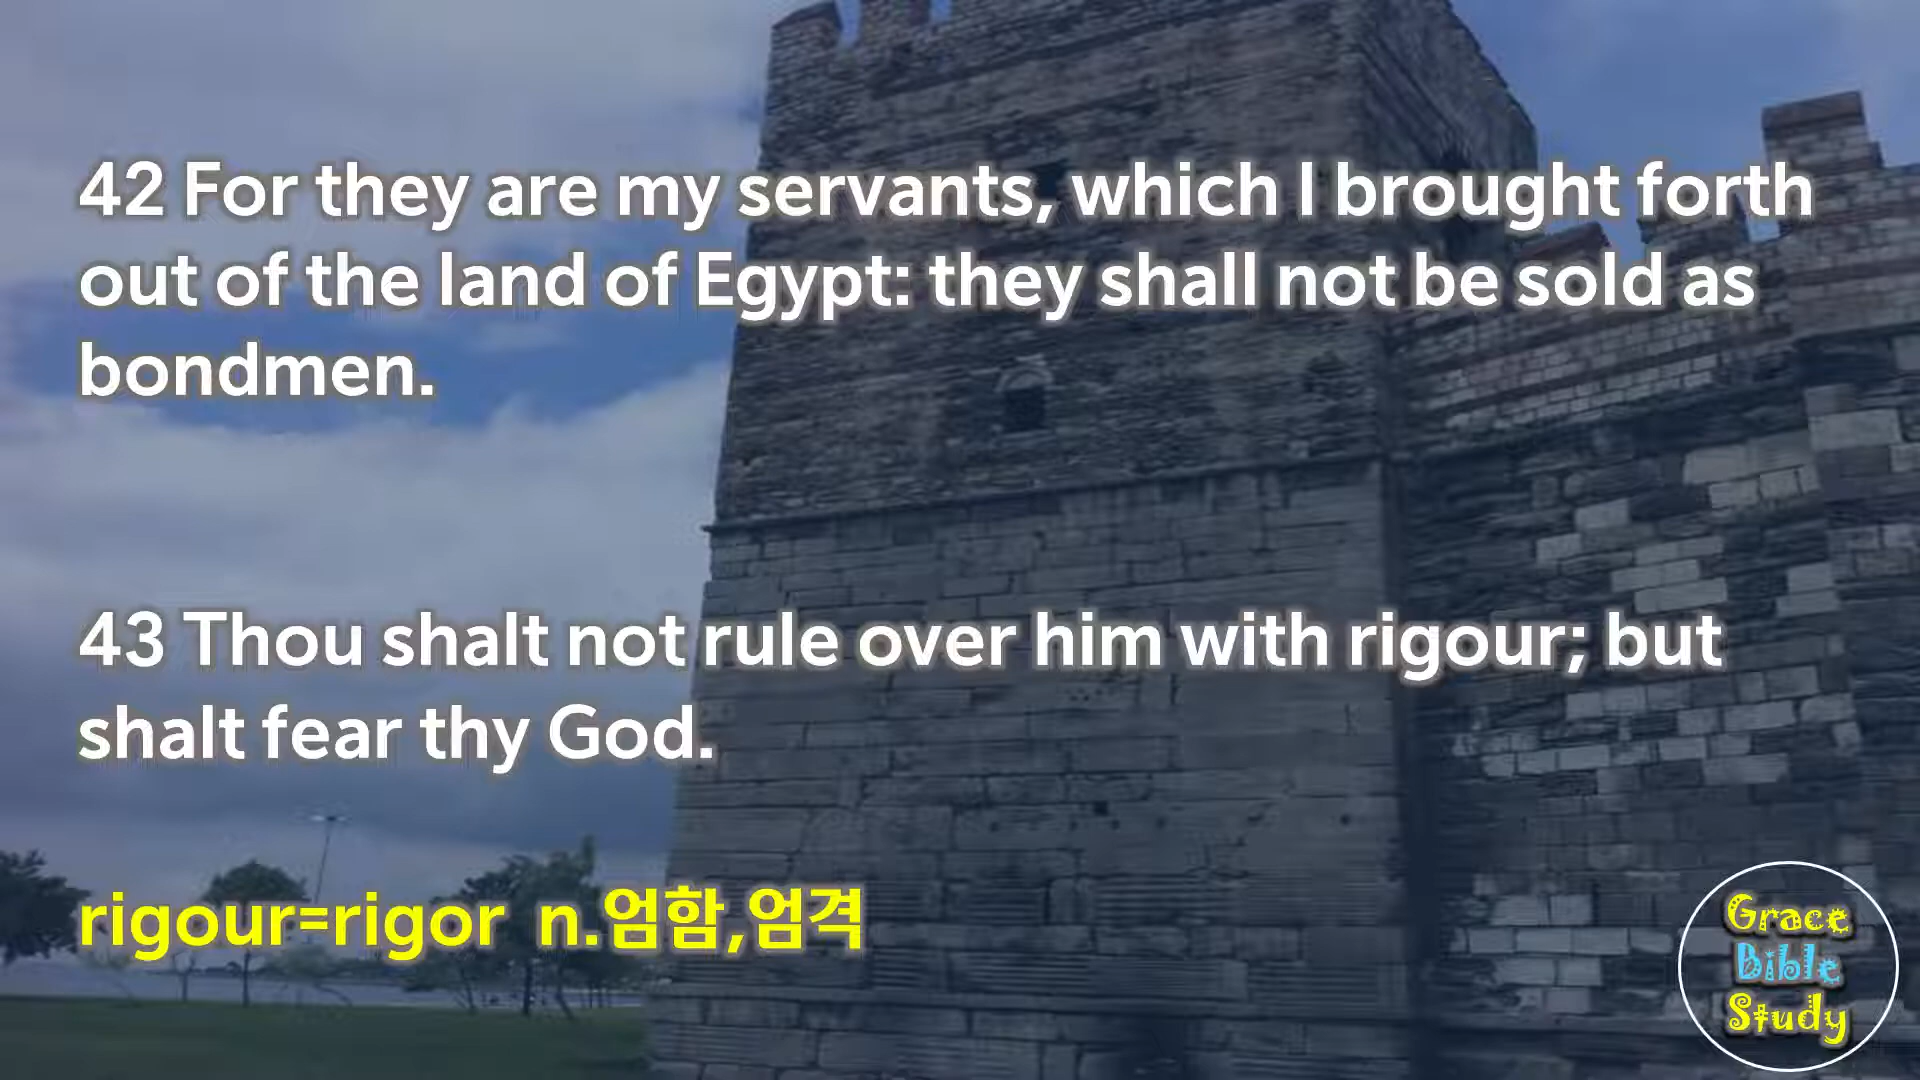 42 For they are my servants, which I brought forth
out of the land of Egypt: they shall not be sold as
bondmen.
43 Thou shalt not rule over him with rigour; but
shalt fear thy God.
rigour=rigor n.엄함,엄격
Grace
Bible
Study